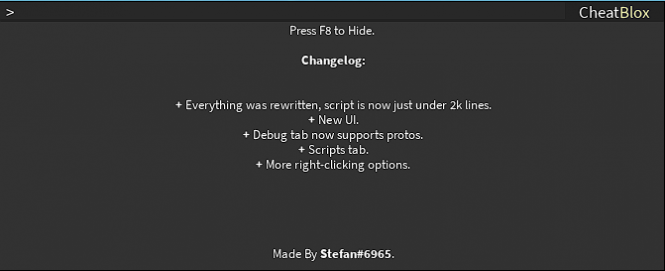 > CheatBlox
Press F8 to Hide.
Changelog:
+ Everything was rewritten, script is now just under 2k lines.
+ New UI.
+ Debug tab now supports protos.
+ Scripts tab.
+ More right-clicking options.
Made By Stefan#6965.